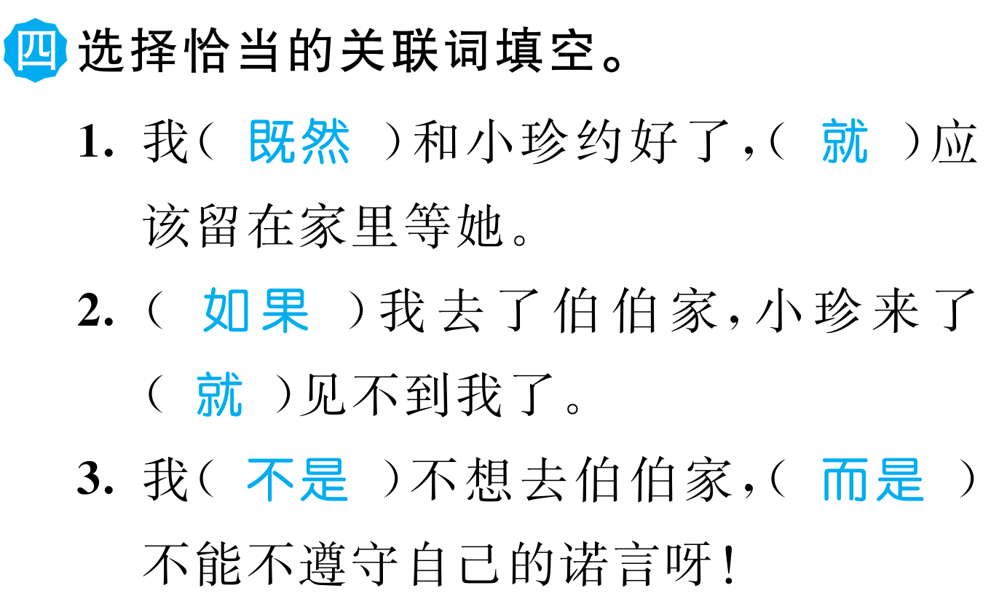 四 选择恰当的关联词填空。
1. 我( 既然 )和小珍约好了,( 就 )应
该留在家里等她。
2. ( 如果 )我去了伯伯家,小珍来了
( 就 )见不到我了。
3. 我( 不是 )不想去伯伯家,( 而是 )
不能不遵守自己的诺言呀!